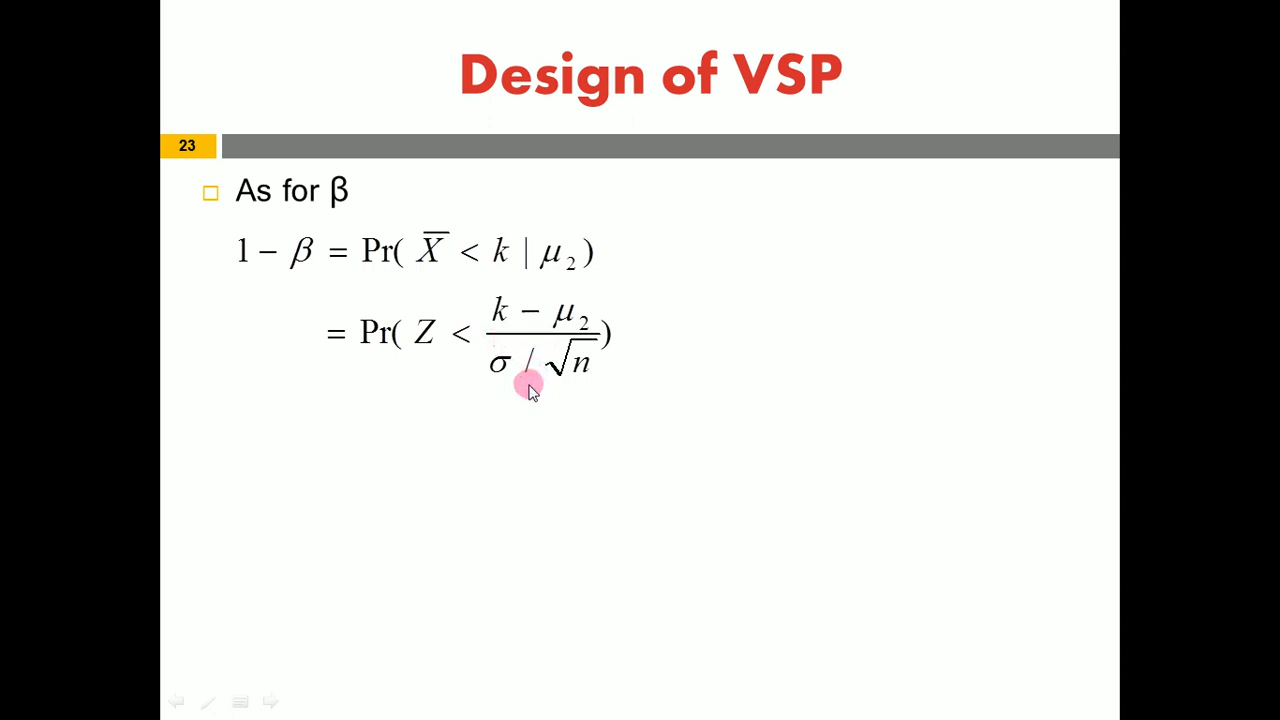 Design of VSP
23
As for β
1 − β = Pr( X̅ < k | μ₂ )
= Pr( Z < (k − μ₂) / (σ / √n) )